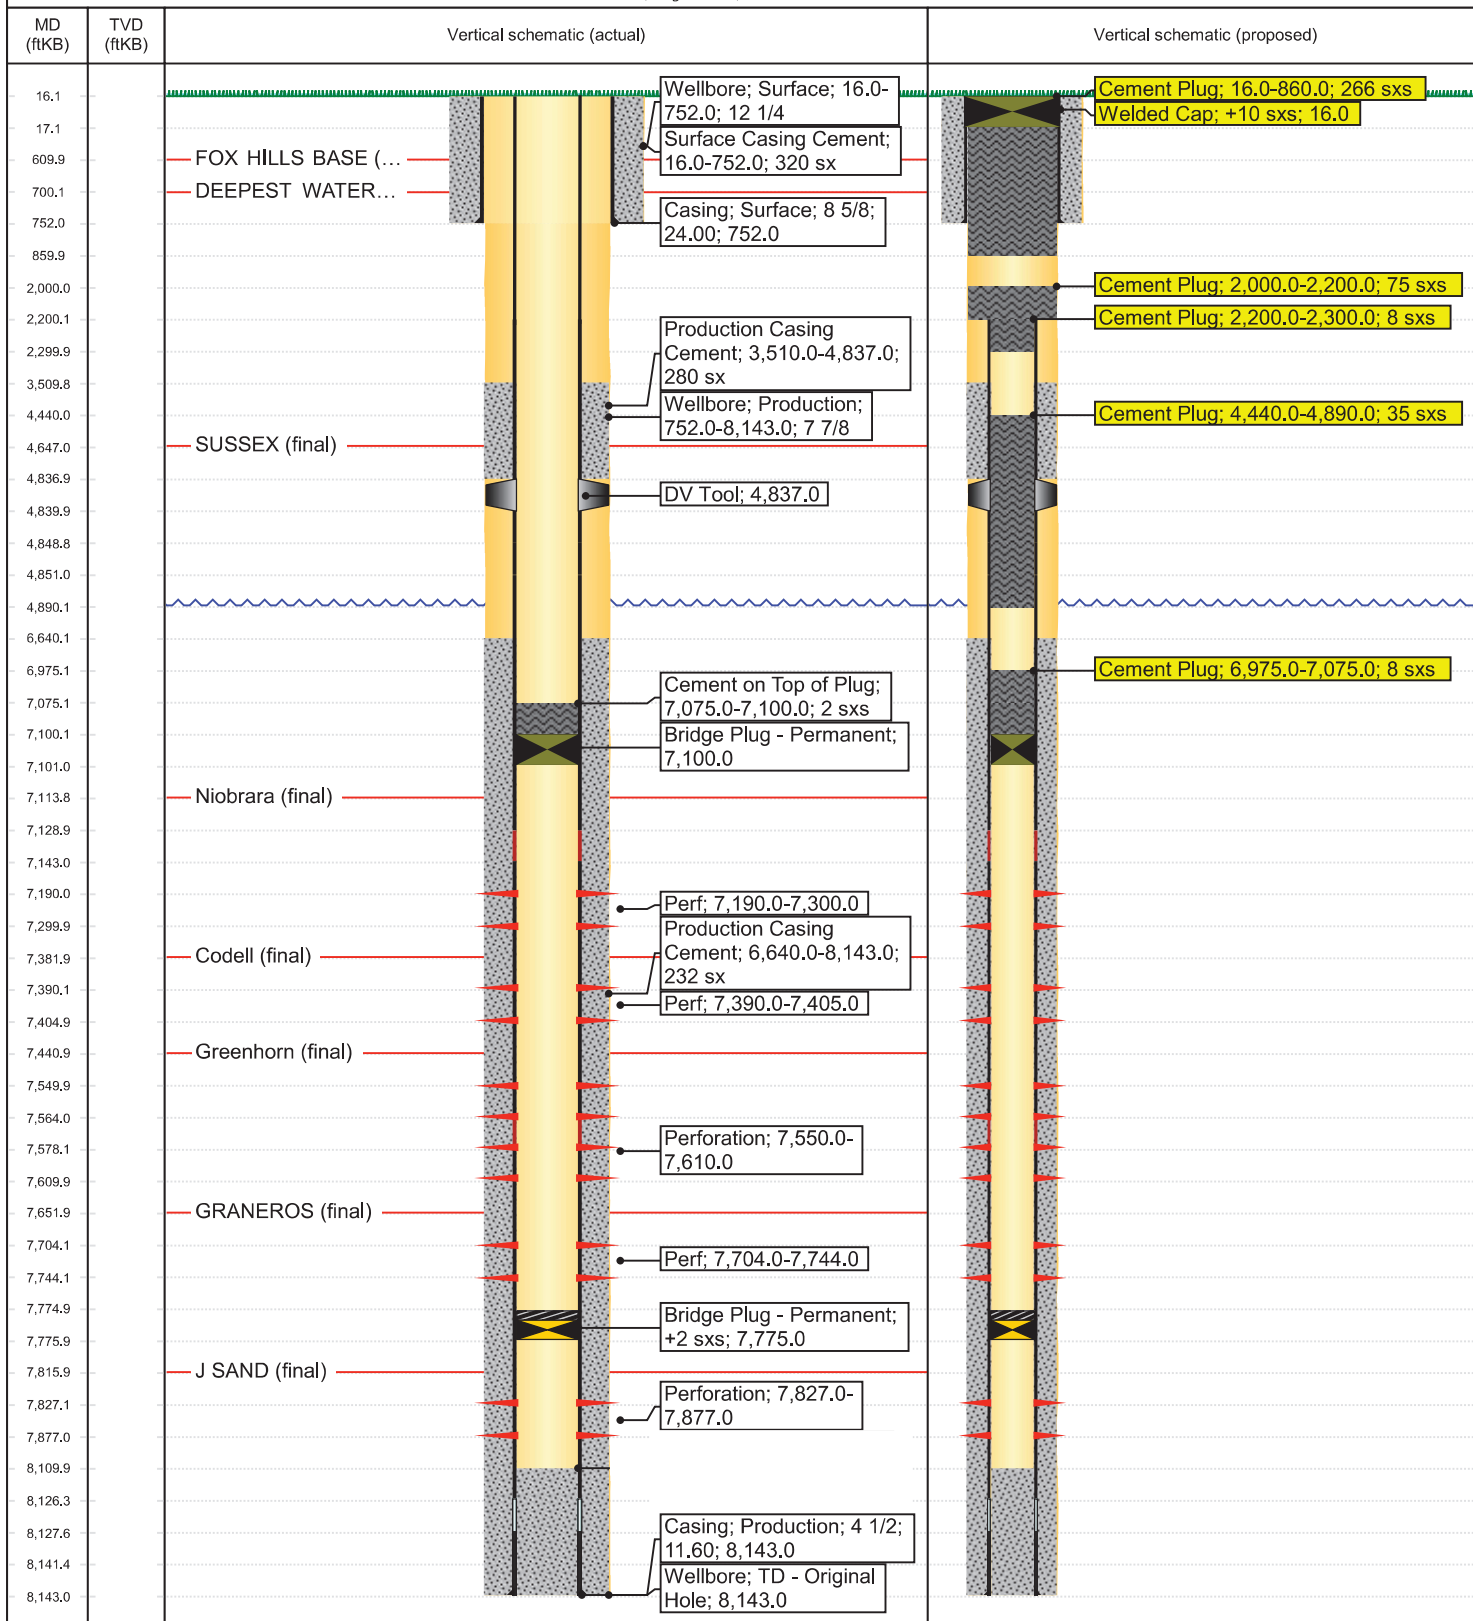 MD
(ftKB)
TVD
(ftKB)
Vertical schematic (actual)
Vertical schematic (proposed)
16.1
17.1
609.9
700.1
752.0
859.9
2,000.0
2,200.1
2,299.9
3,509.8
4,440.0
4,647.0
4,836.9
4,839.9
4,848.8
4,851.0
4,890.1
6,640.1
6,975.1
7,075.1
7,100.1
7,101.0
7,113.8
7,128.9
7,143.0
7,190.0
7,299.9
7,381.9
7,390.1
7,404.9
7,440.9
7,549.9
7,564.0
7,578.1
7,609.9
7,651.9
7,704.1
7,744.1
7,774.9
7,775.9
7,815.9
7,827.1
7,877.0
8,109.9
8,126.3
8,127.6
8,141.4
8,143.0
FOX HILLS BASE (...
DEEPEST WATER...
SUSSEX (final)
Niobrara (final)
Codell (final)
Greenhorn (final)
GRANEROS (final)
J SAND (final)
Wellbore; Surface; 16.0-
752.0; 12 1/4
Surface Casing Cement;
16.0-752.0; 320 sx
Casing; Surface; 8 5/8;
24.00; 752.0
Production Casing
Cement; 3,510.0-4,837.0;
280 sx
Wellbore; Production;
752.0-8,143.0; 7 7/8
DV Tool; 4,837.0
Cement on Top of Plug;
7,075.0-7,100.0; 2 sxs
Bridge Plug - Permanent;
7,100.0
Perf; 7,190.0-7,300.0
Production Casing
Cement; 6,640.0-8,143.0;
232 sx
Perf; 7,390.0-7,405.0
Perforation; 7,550.0-
7,610.0
Perf; 7,704.0-7,744.0
Bridge Plug - Permanent;
+2 sxs; 7,775.0
Perforation; 7,827.0-
7,877.0
Casing; Production; 4 1/2;
11.60; 8,143.0
Wellbore; TD - Original
Hole; 8,143.0
Cement Plug; 16.0-860.0; 266 sxs
Welded Cap; +10 sxs; 16.0
Cement Plug; 2,000.0-2,200.0; 75 sxs
Cement Plug; 2,200.0-2,300.0; 8 sxs
Cement Plug; 4,440.0-4,890.0; 35 sxs
Cement Plug; 6,975.0-7,075.0; 8 sxs